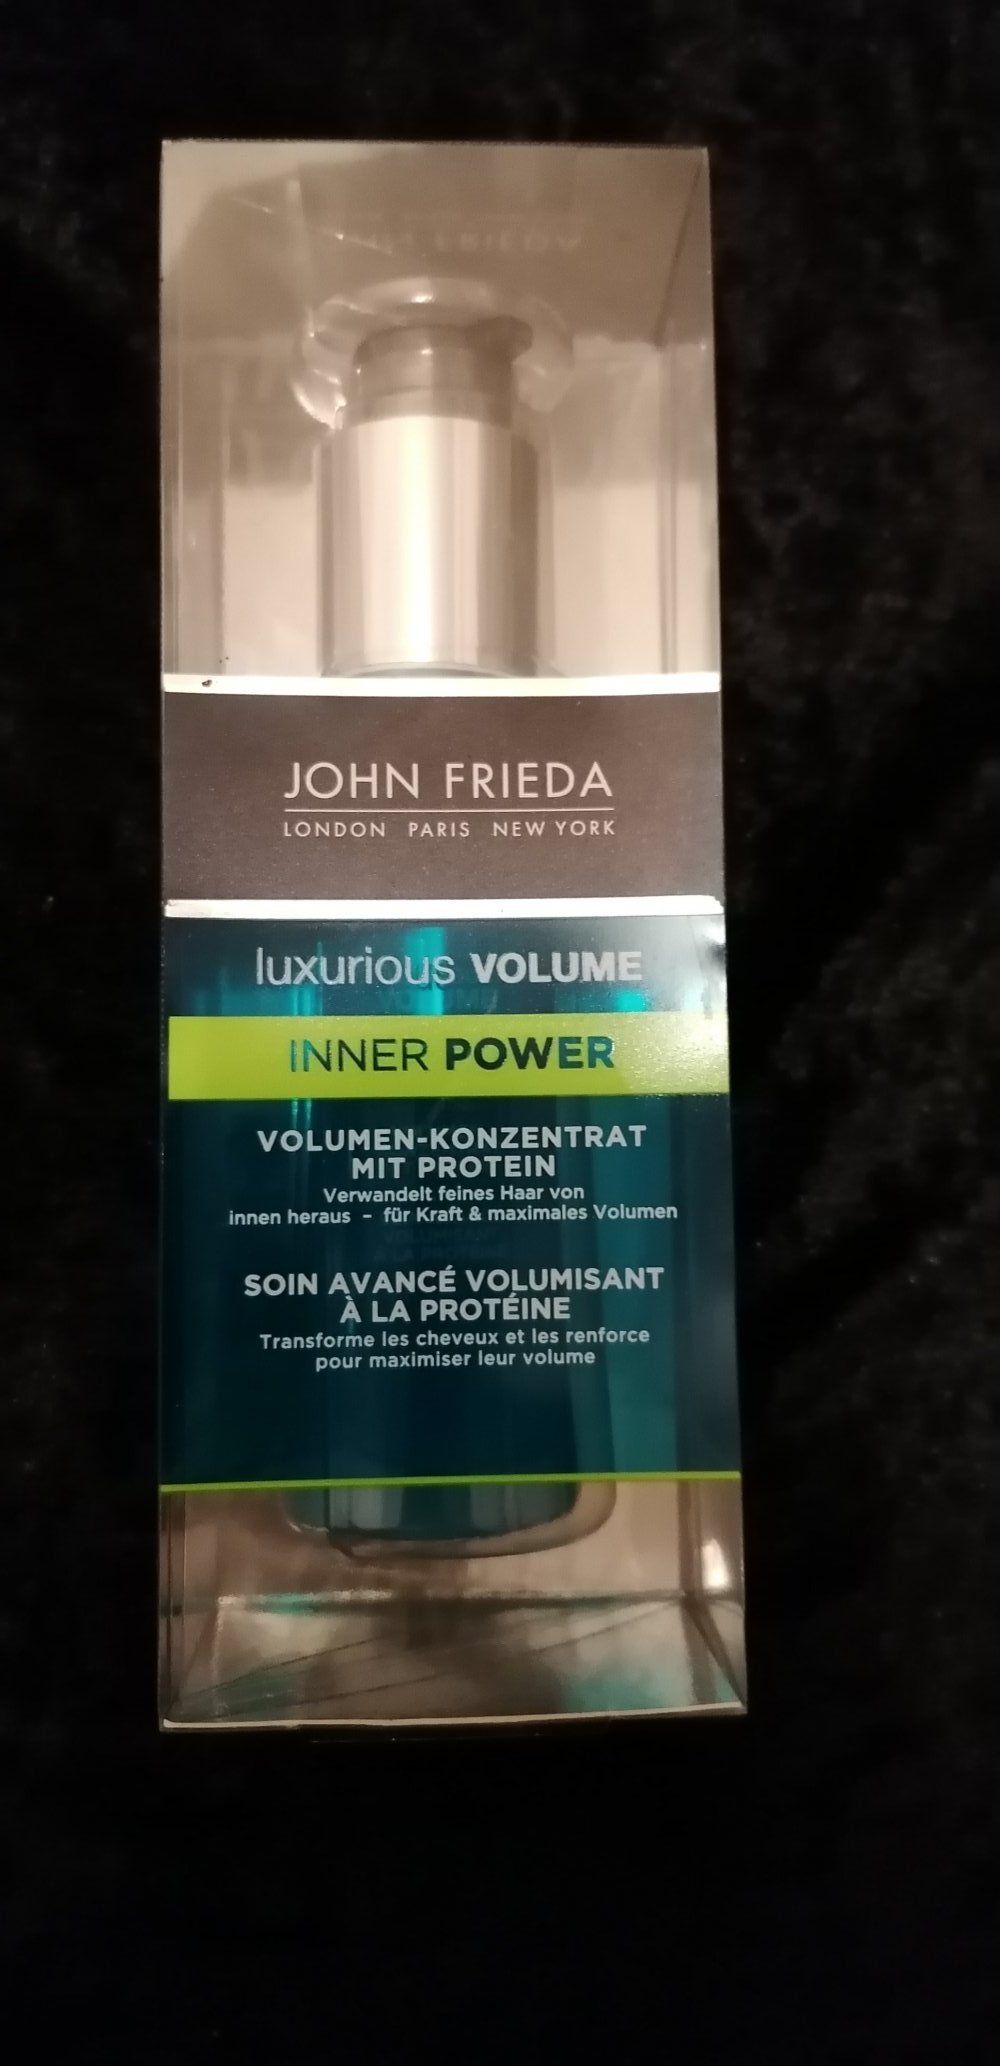 JOHN FRIEDA
LONDON PARIS NEW YORK
luxurious VOLUME
INNER POWER
VOLUMEN-KONZENTRAT
MIT PROTEIN
Verwandelt feines Haar von
innen heraus – für Kraft & maximales Volumen
SOIN AVANCÉ VOLUMISANT
À LA PROTÉINE
Transforme les cheveux et les renforce
pour maximiser leur volume